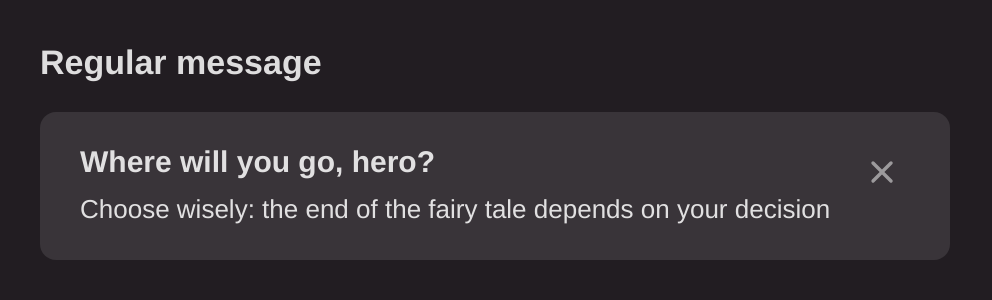 Regular message
Where will you go, hero?
Choose wisely: the end of the fairy tale depends on your decision